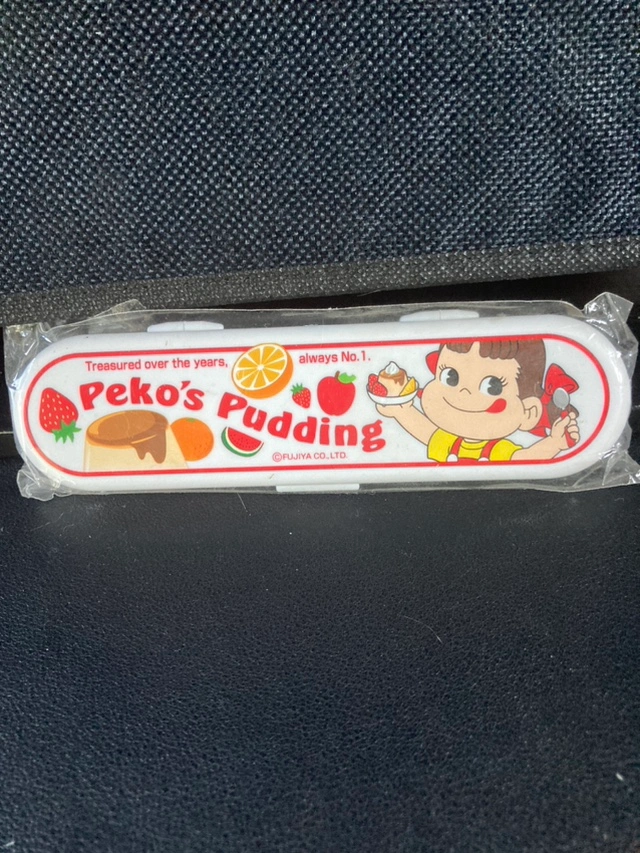 Treasured over the years, always No.1.
Peko's Pudding
©FUJIYA CO.,LTD.